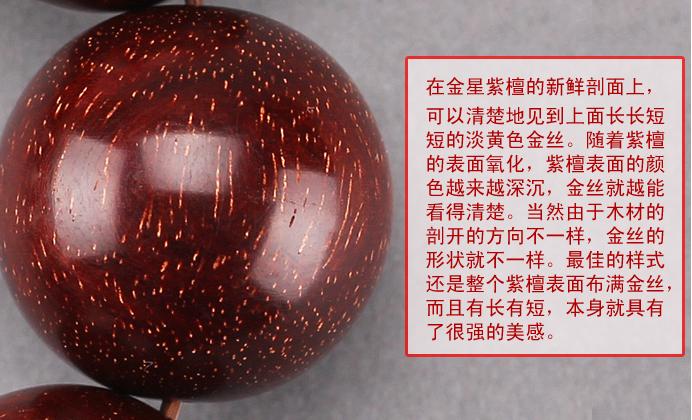 在金星紫檀的新鲜剖面上，
可以清楚地见到上面长长短
短的淡黄色金丝。随着紫檀
的表面氧化，紫檀表面的颜
色越来越深沉，金丝就越能
看得清楚。当然由于木材的
剖开的方向不一样，金丝的
形状就不一样。最佳的样式
还是整个紫檀表面布满金丝，
而且有长有短，本身就具有
了很强的美感。